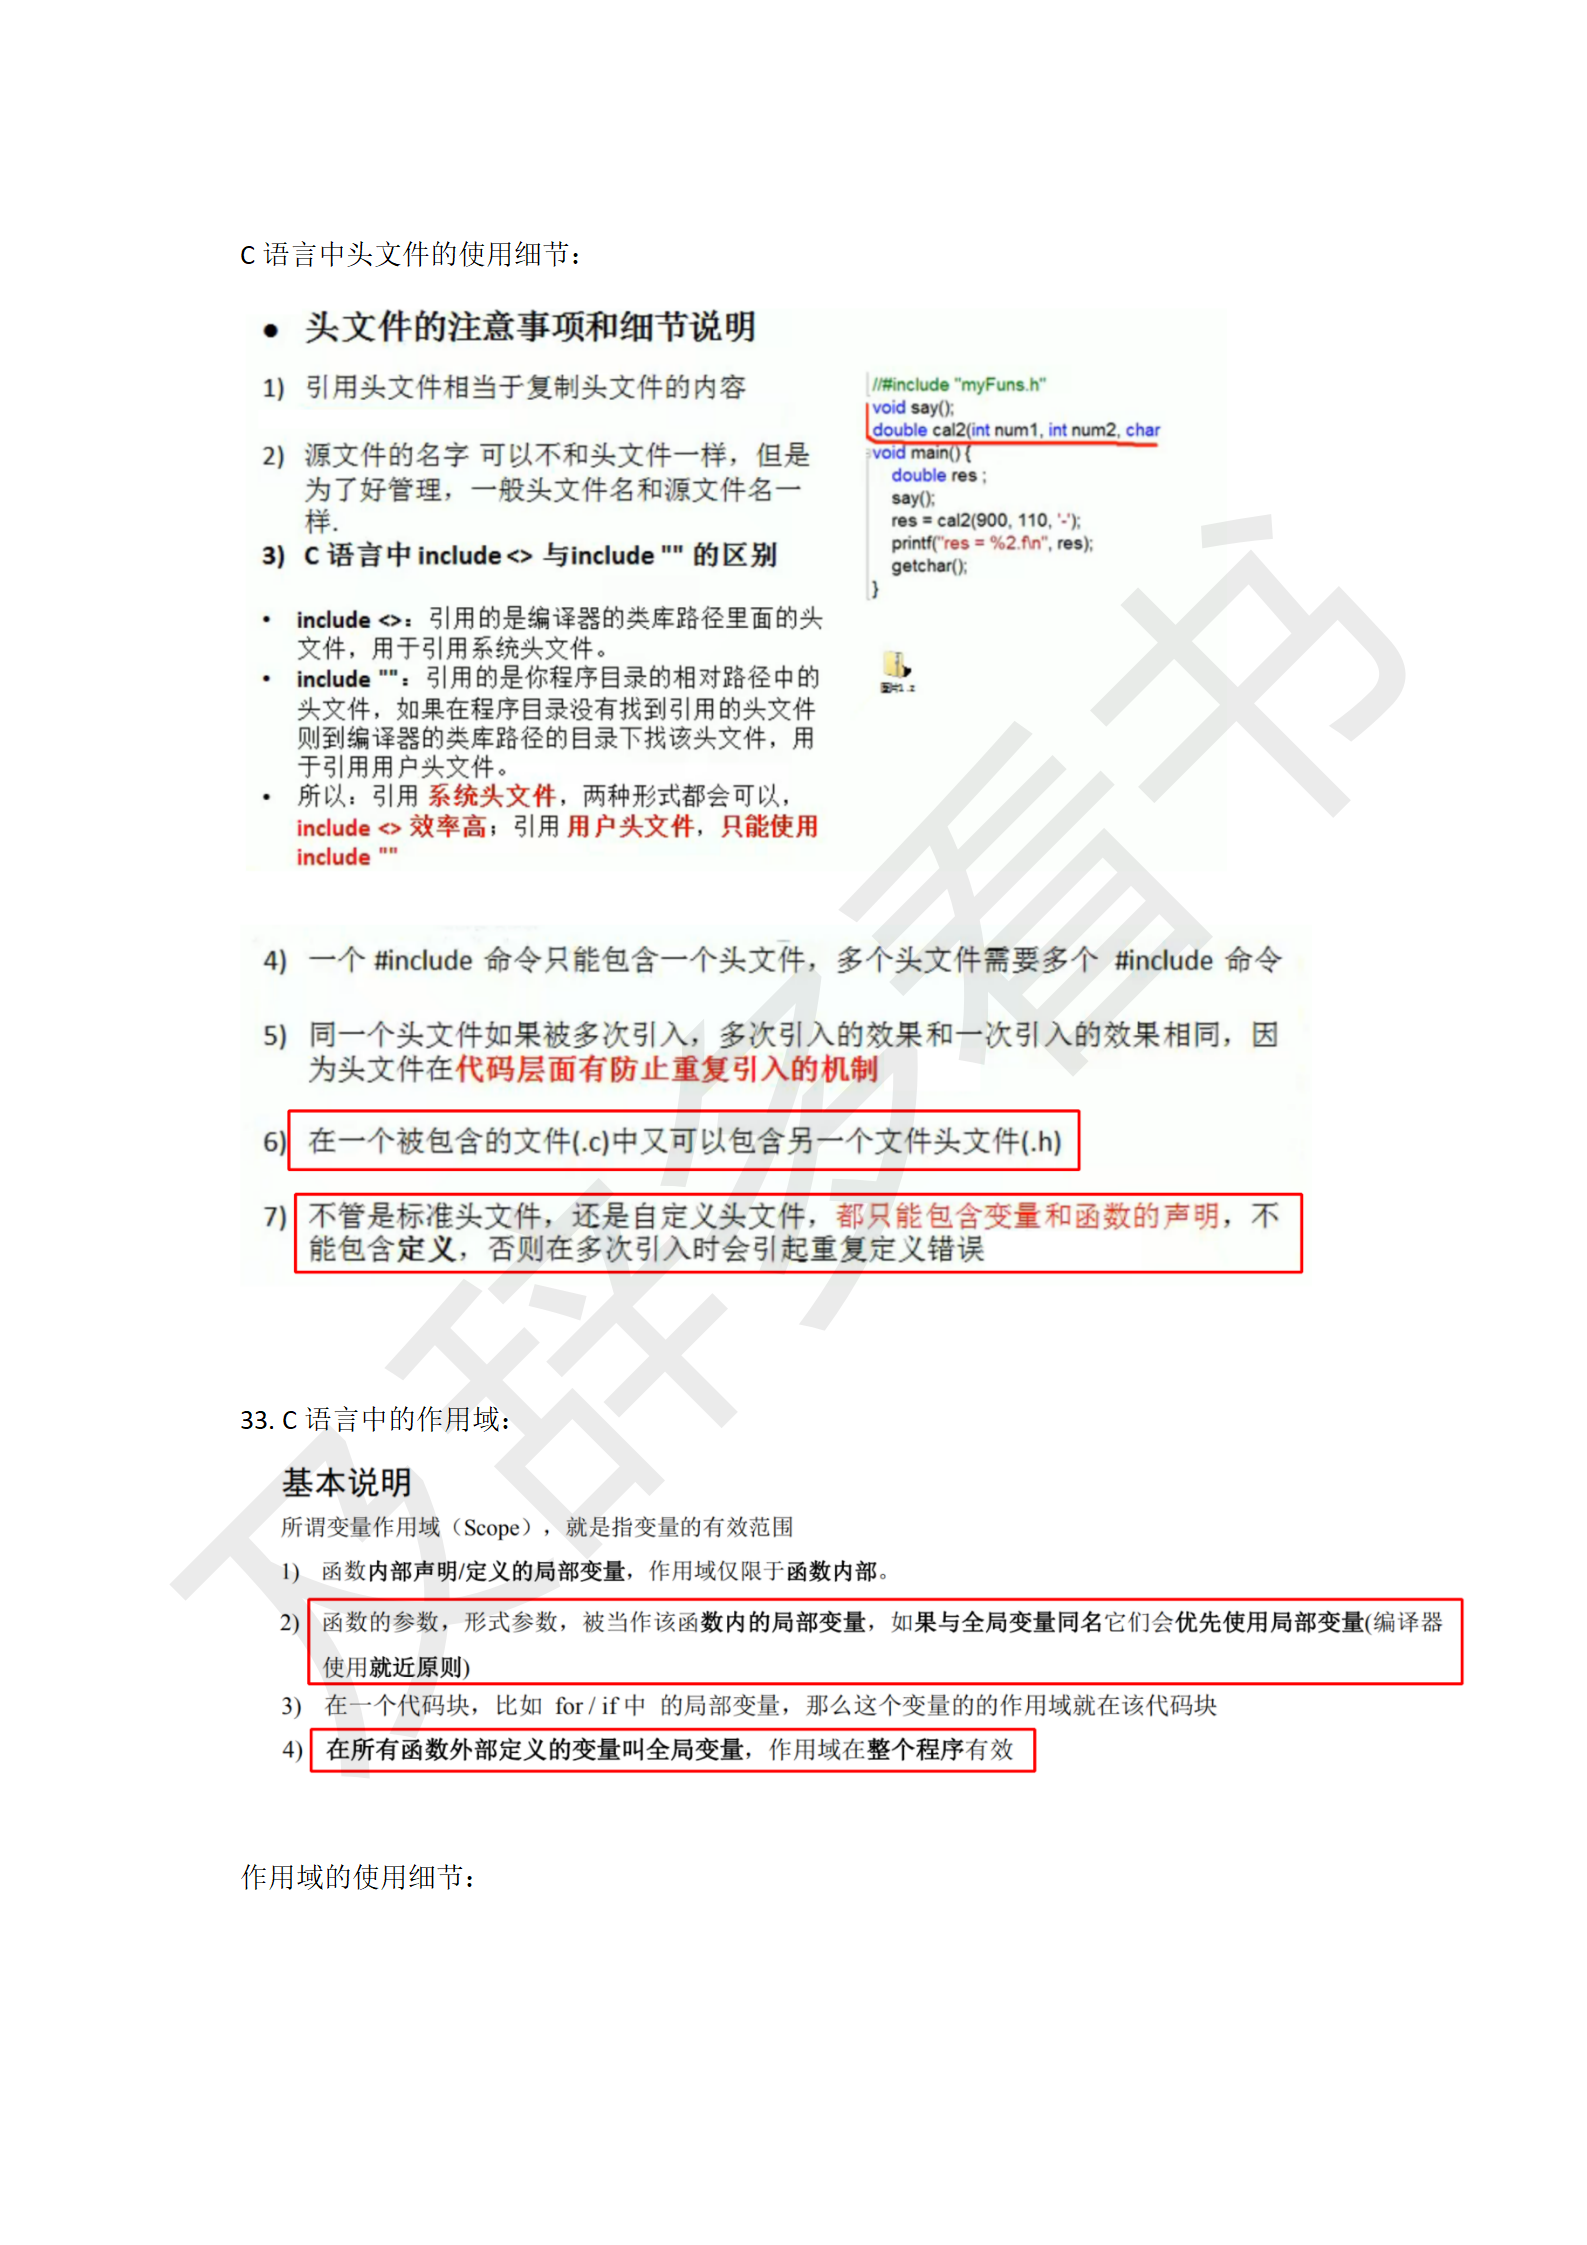 C 语言中头文件的使用细节：
● 头文件的注意事项和细节说明
1) 引用头文件相当于复制头文件的内容
2) 源文件的名字 可以不和头文件一样，但是
为了好管理，一般头文件名和源文件名一
样.
3) C 语言中 include <> 与include "" 的区别
• include <>：引用的是编译器的类库路径里面的头
文件，用于引用系统头文件。
• include ""：引用的是你程序目录的相对路径中的
头文件，如果在程序目录没有找到引用的头文件
则到编译器的类库路径的目录下找该头文件，用
于引用用户头文件。
• 所以：引用 系统头文件，两种形式都会可以，
include <> 效率高；引用 用户头文件，只能使用
include ""
//#include "myFuns.h"
void say();
double cal2(int num1, int num2, char
void main() {
double res ;
say();
res = cal2(900, 110, '-');
printf("res = %2.f\n", res);
getchar();
}
4) 一个 #include 命令只能包含一个头文件，多个头文件需要多个 #include 命令
5) 同一个头文件如果被多次引入，多次引入的效果和一次引入的效果相同，因
为头文件在代码层面有防止重复引入的机制
6) 在一个被包含的文件(.c)中又可以包含另一个文件头文件(.h)
7) 不管是标准头文件，还是自定义头文件，都只能包含变量和函数的声明，不
能包含定义，否则在多次引入时会引起重复定义错误
33. C 语言中的作用域：
基本说明
所谓变量作用域（Scope），就是指变量的有效范围
1) 函数内部声明/定义的局部变量，作用域仅限于函数内部。
2) 函数的参数，形式参数，被当作该函数内的局部变量，如果与全局变量同名它们会优先使用局部变量(编译器
使用就近原则)
3) 在一个代码块，比如 for / if 中 的局部变量，那么这个变量的的作用域就在该代码块
4) 在所有函数外部定义的变量叫全局变量，作用域在整个程序有效
作用域的使用细节：
及辞多看书